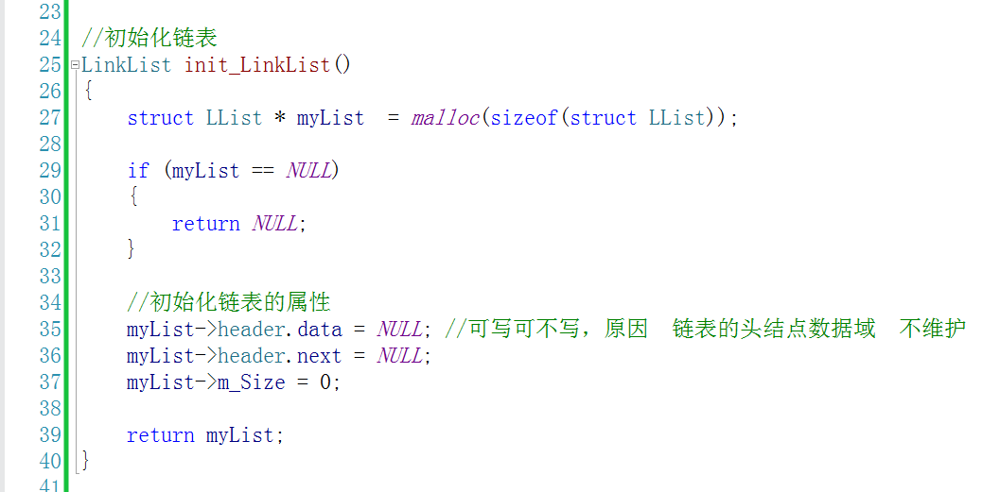 23
24 //初始化链表
25 LinkList init_LinkList()
26 {
27     struct LList * myList  = malloc(sizeof(struct LList));
28
29     if (myList == NULL)
30     {
31         return NULL;
32     }
33
34     //初始化链表的属性
35     myList->header.data = NULL; //可写可不写，原因  链表的头结点数据域  不维护
36     myList->header.next = NULL;
37     myList->m_Size = 0;
38
39     return myList;
40 }
41